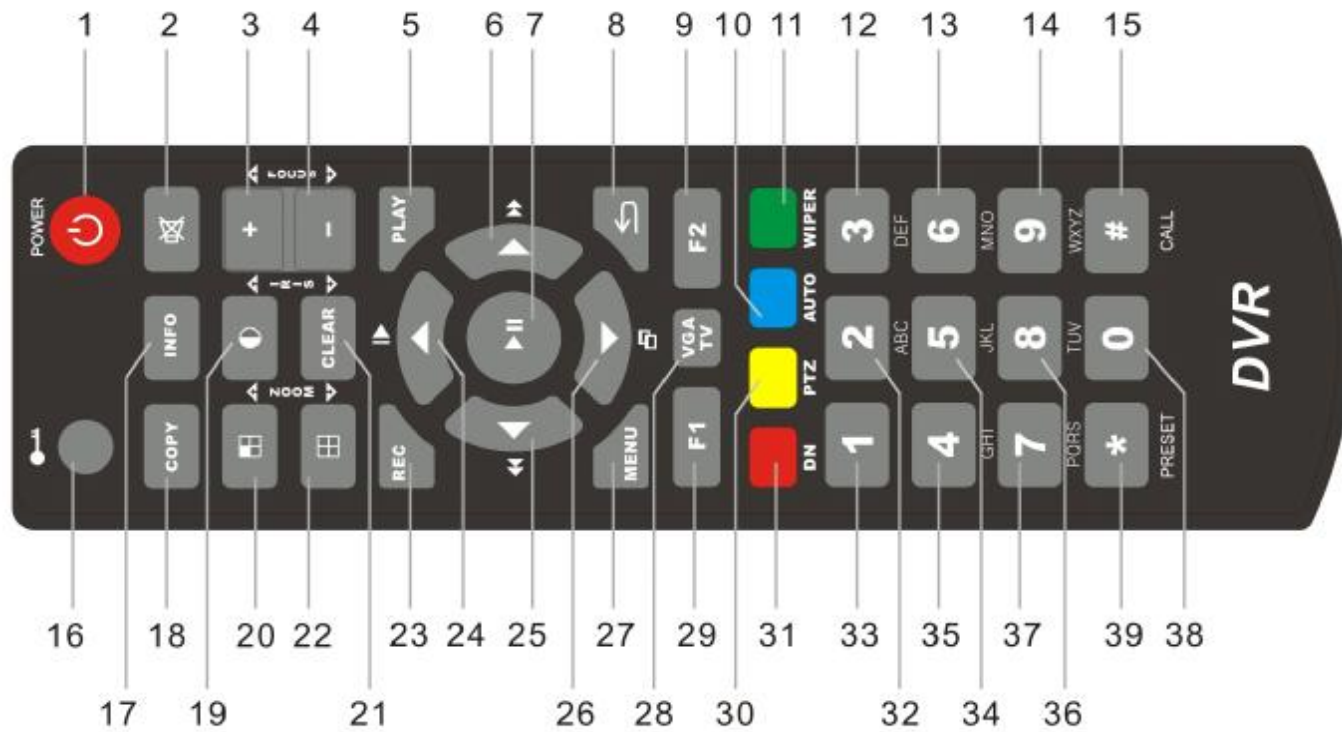 1 2 3 4 5 6 7 8 9 10 11 12 13 14 15
POWER
FOCUS
+
-
PLAY
F2
WIPER
3
DEF
6
MNO
9
WXYZ
#
CALL
INFO
IRIS
CLEAR
VGA
TV
AUTO
2
ABC
5
JKL
8
TUV
0
PTZ
COPY
ZOOM
REC
MENU
F1
DN
1
4
GHI
7
PQRS
*
PRESET
DVR
16 18 20 22 23 24 25 27 29 31 33 35 37 39 38
17 19 21 26 28 30 32 34 36